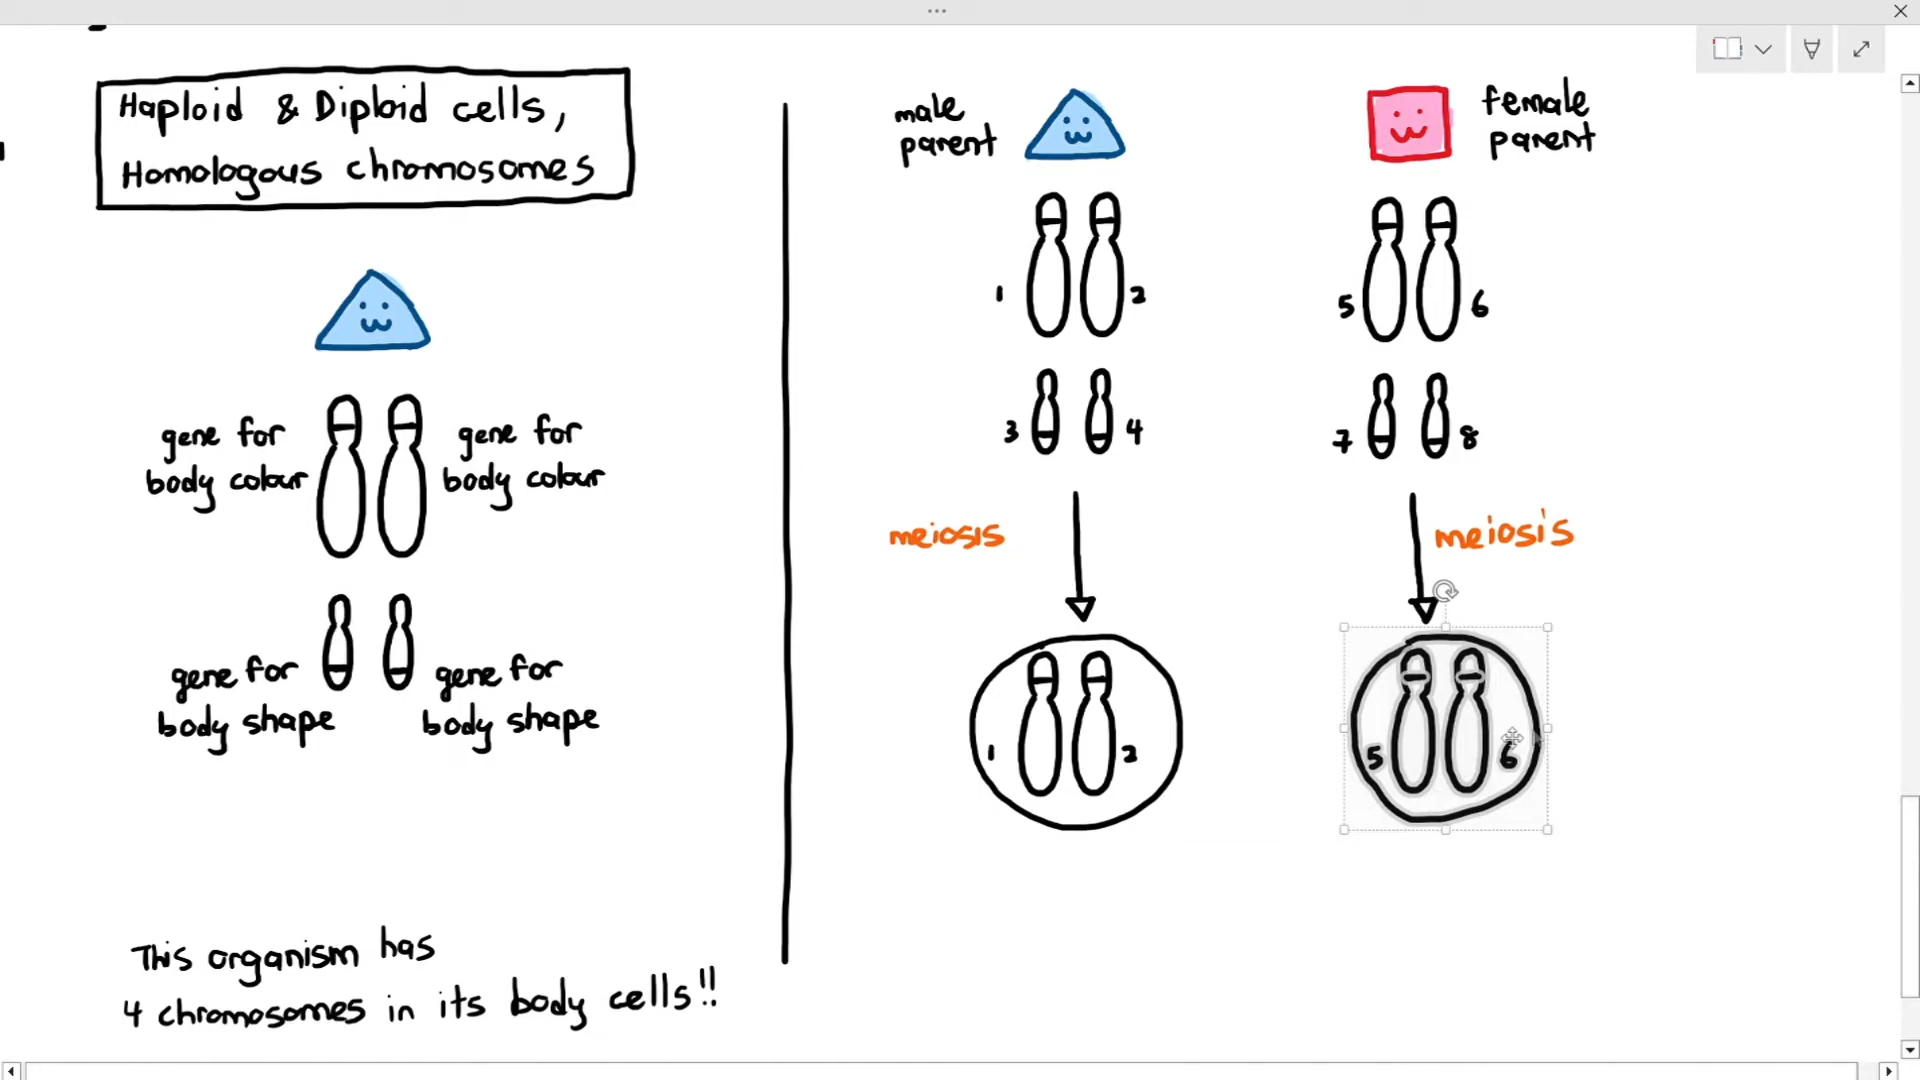 Haploid & Diploid cells,
Homologous chromosomes
gene for
body colour
gene for
body colour
gene for
body shape
gene for
body shape
This organism has
4 chromosomes in its body cells!!
male
parent
female
parent
1
2
5
6
3
4
7
8
meiosis
meiosis
1
2
5
6